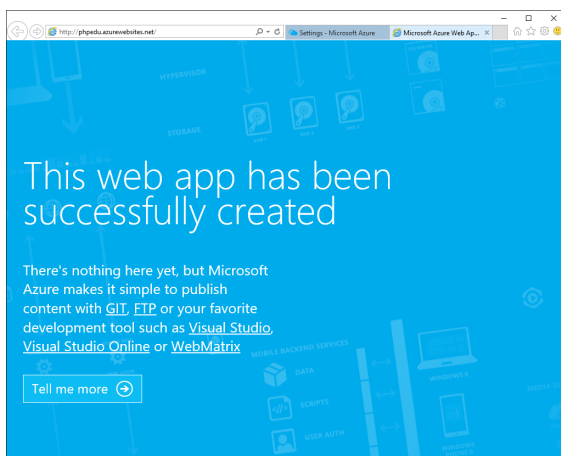 http://phpedu.azurewebsites.net/
Settings - Microsoft Azure
Microsoft Azure Web Ap...
HYPERVISOR
STORAGE
This web app has been
successfully created
There's nothing here yet, but Microsoft
Azure makes it simple to publish
content with GIT, FTP or your favorite
development tool such as Visual Studio,
Visual Studio Online or WebMatrix
Tell me more
MOBILE BACKEND SERVICES
DATA
SCRIPTS
USER AUTH
WINDOWS 8
WINDOWS
PHONE 8